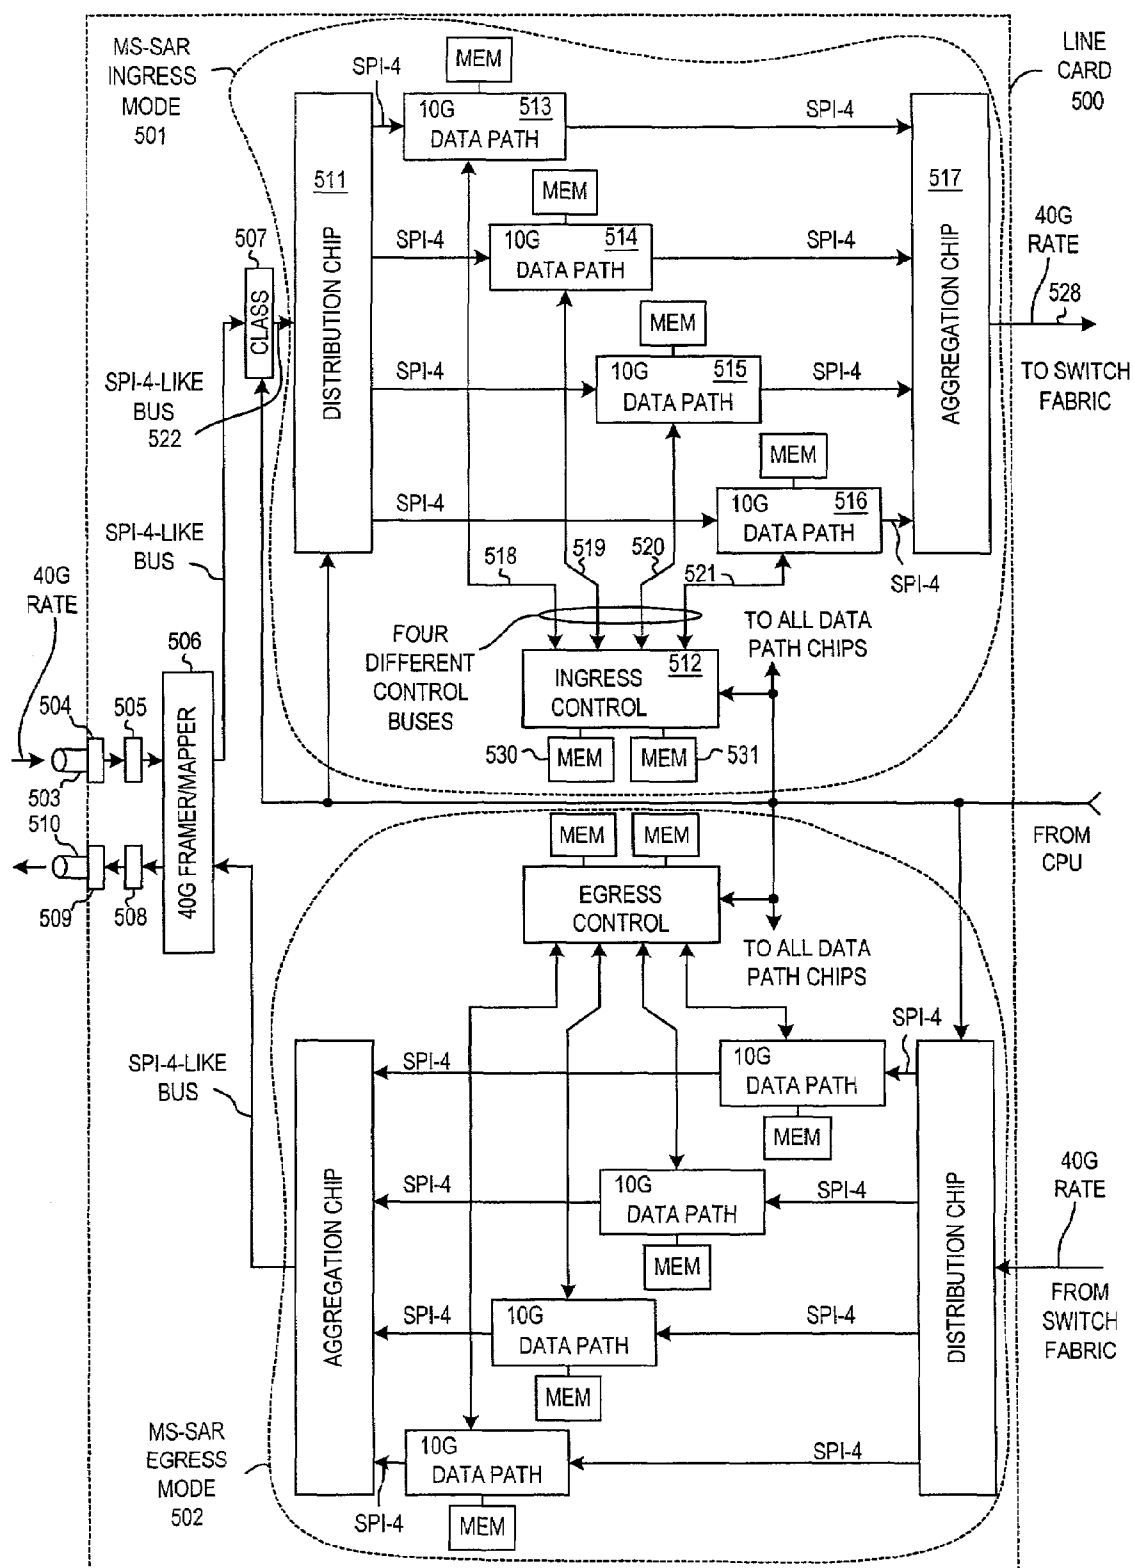 MS-SAR
INGRESS
MODE
501
LINE
CARD
500
MEM
SPI-4
10G 513
DATA PATH
SPI-4
511
DISTRIBUTION CHIP
MEM
SPI-4
10G 514
DATA PATH
SPI-4
517
AGGREGATION CHIP
40G
RATE
528
TO SWITCH
FABRIC
507
CLASS
SPI-4-LIKE
BUS
522
MEM
SPI-4
10G 515
DATA PATH
SPI-4
MEM
SPI-4
10G 516
DATA PATH
SPI-4
SPI-4-LIKE
BUS
518
519
520
521
40G
RATE
506
40G FRAMER/MAPPER
504
505
503
510
509
508
FOUR
DIFFERENT
CONTROL
BUSES
TO ALL DATA
PATH CHIPS
INGRESS 512
CONTROL
530
MEM
MEM
531
FROM
CPU
MEM
MEM
EGRESS
CONTROL
TO ALL DATA
PATH CHIPS
SPI-4-LIKE
BUS
AGGREGATION CHIP
SPI-4
10G
DATA PATH
SPI-4
MEM
DISTRIBUTION CHIP
SPI-4
10G
DATA PATH
SPI-4
MEM
40G
RATE
FROM
SWITCH
FABRIC
SPI-4
10G
DATA PATH
SPI-4
MEM
MS-SAR
EGRESS
MODE
502
SPI-4
10G
DATA PATH
SPI-4
MEM